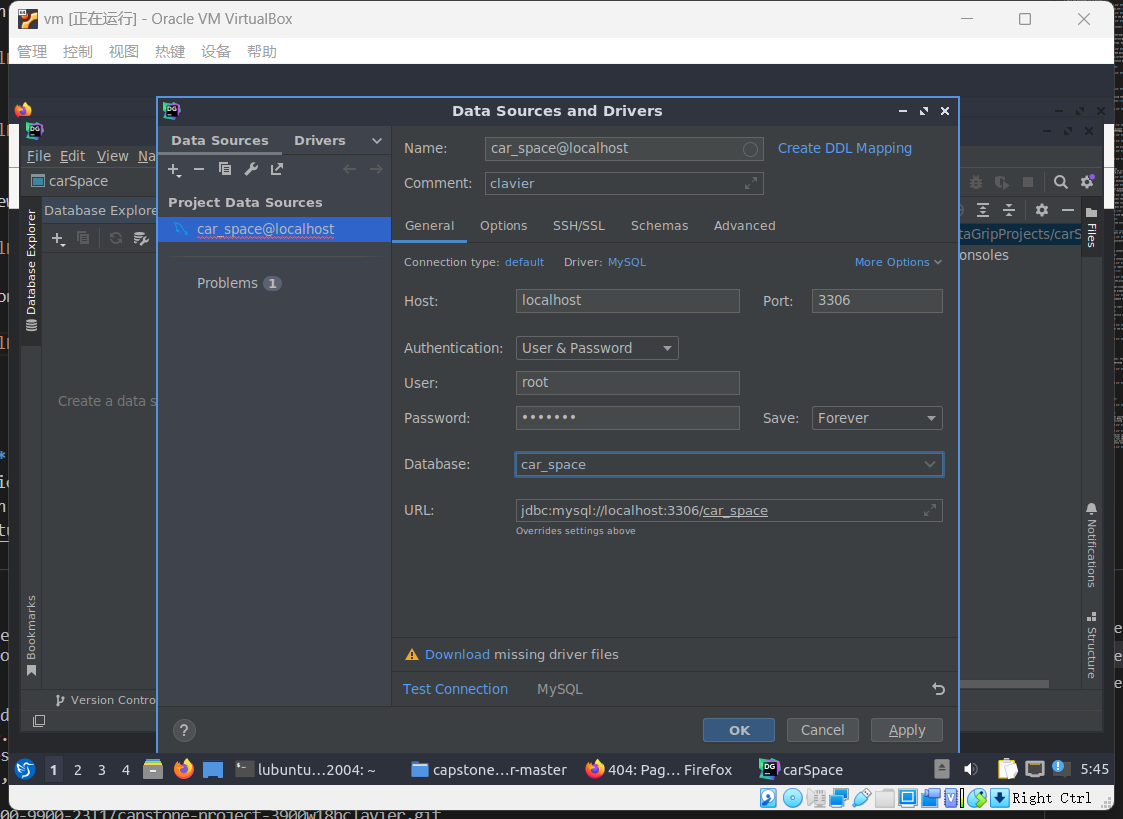 vm [正在运行] - Oracle VM VirtualBox
管理 控制 视图 热键 设备 帮助
Data Sources and Drivers
File Edit View Na
carSpace
Database Explore
Database Explorer
Create a data s
Bookmarks
Version Contro
Data Sources Drivers
Project Data Sources
car_space@localhost
Problems 1
Name: car_space@localhost Create DDL Mapping
Comment: clavier
General Options SSH/SSL Schemas Advanced
Connection type: default Driver: MySQL More Options
Host: localhost Port: 3306
Authentication: User & Password
User: root
Password: ••••••• Save: Forever
Database: car_space
URL: jdbc:mysql://localhost:3306/car_space
Overrides settings above
Download missing driver files
Test Connection MySQL
? OK Cancel Apply
taGripProjects/carS
onsoles
Files
Notifications
Structure
1 2 3 4 lubuntu...2004: ~ capstone...r-master 404: Pag... Firefox carSpace 5:45
Right Ctrl
00-9900-23T1/capstone-project-3900w18hclavier.git